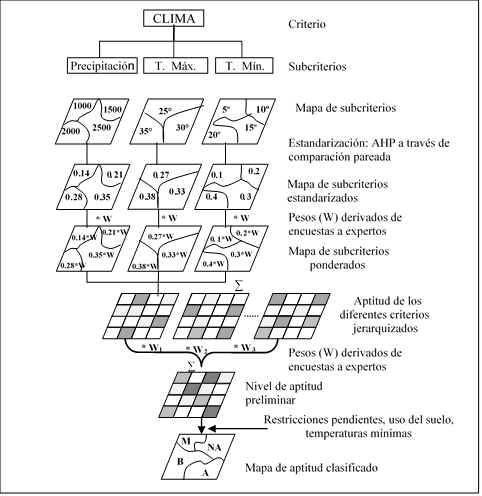 CLIMA
Criterio
Precipitación
T. Máx.
T. Mín.
Subcriterios
1000
1500
2000
2500
25°
35°
30°
5°
10°
20°
15°
Mapa de subcriterios
Estandarización: AHP a través de
comparación pareada
0.14
0.21
0.28
0.35
0.27
0.38
0.33
0.1
0.2
0.4
0.3
Mapa de subcriterios
estandarizados
* W
* W
* W
Pesos (W) derivados de
encuestas a expertos
0.14*W
0.21*W
0.28*W
0.35*W
0.27*W
0.38*W
0.33*W
0.1*W
0.2*W
0.4*W
0.3*W
Mapa de subcriterios
ponderados
∑
......
Aptitud de los
diferentes criterios
jerarquizados
* W1
* W2
* W3
Pesos (W) derivados de
encuestas a expertos
∑
Nivel de aptitud
preliminar
Restricciones pendientes, uso del suelo,
temperaturas mínimas
M
NA
B
A
Mapa de aptitud clasificado